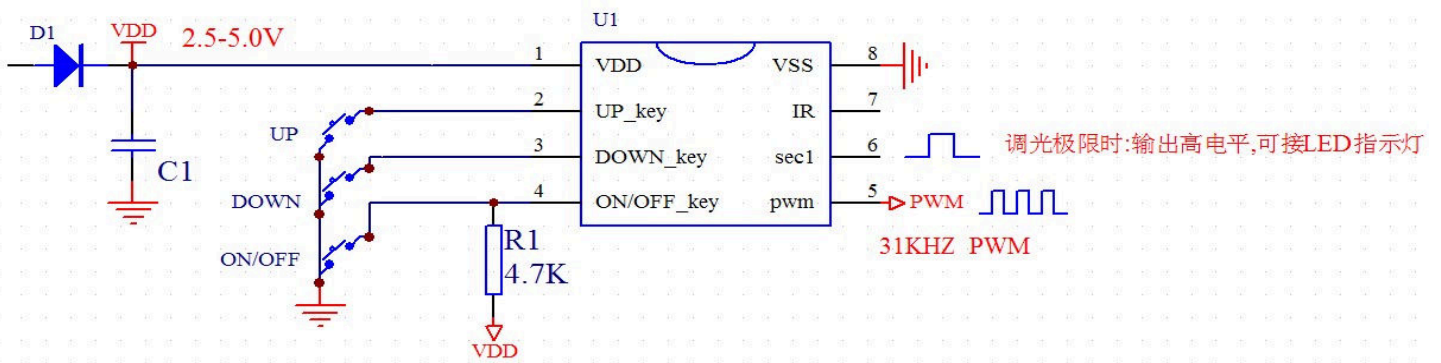 U1
D1 VDD 2.5-5.0V
1 VDD VSS 8
2 UP_key IR 7
UP
3 DOWN_key sec1 6 调光极限时:输出高电平,可接LED指示灯
C1
DOWN
4 ON/OFF_key pwm 5 PWM
R1
31KHZ PWM
ON/OFF
4.7K
VDD